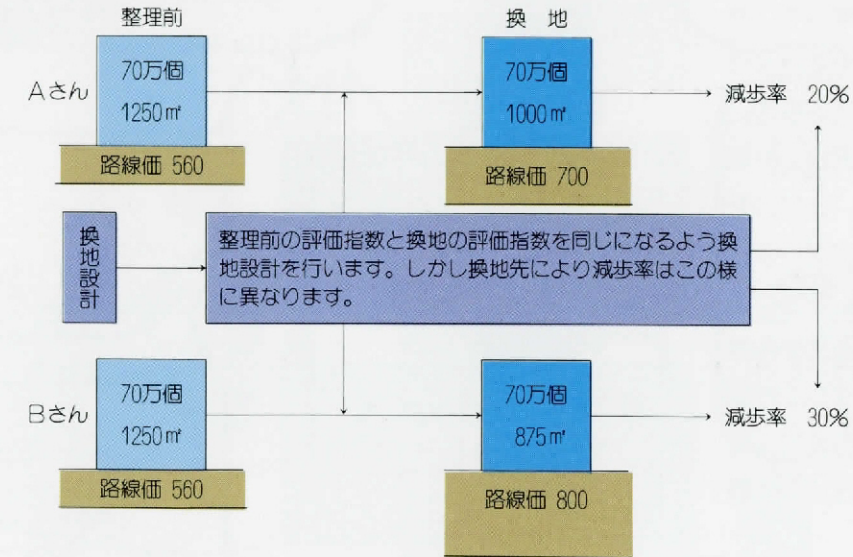 整理前
換 地
Aさん
70万個
1250㎡
路線価 560
70万個
1000㎡
路線価 700
減歩率 20%
換地設計
整理前の評価指数と換地の評価指数を同じになるよう換
地設計を行います。しかし換地先により減歩率はこの様
に異なります。
Bさん
70万個
1250㎡
路線価 560
70万個
875㎡
路線価 800
減歩率 30%